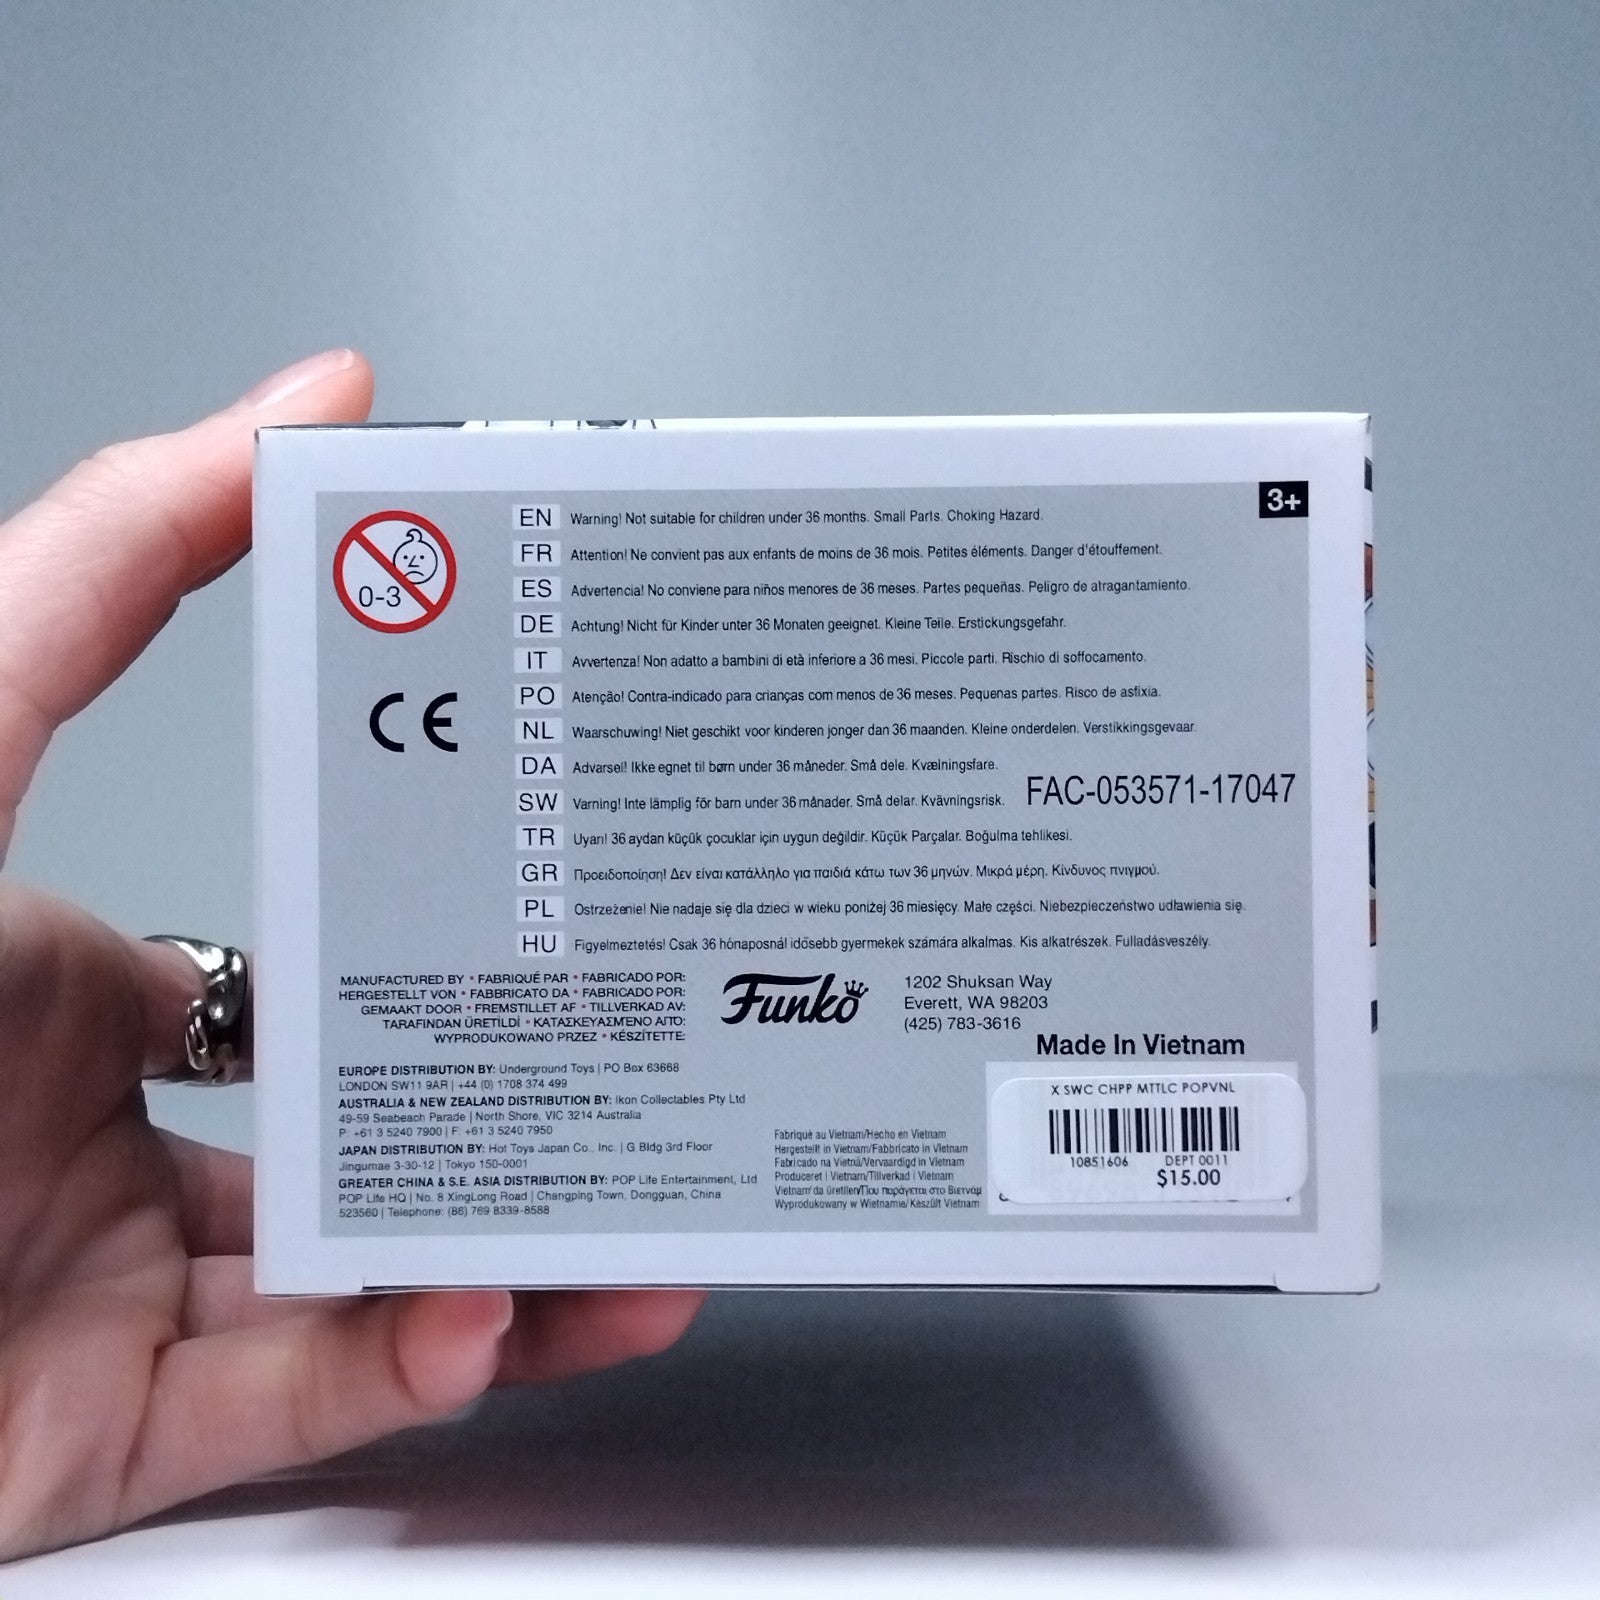 3+
0-3
CE
EN Warning! Not suitable for children under 36 months. Small Parts. Choking Hazard.
FR Attention! Ne convient pas aux enfants de moins de 36 mois. Petites éléments. Danger d'étouffement.
ES Advertencia! No conviene para niños menores de 36 meses. Partes pequeñas. Peligro de atragantamiento.
DE Achtung! Nicht für Kinder unter 36 Monaten geeignet. Kleine Teile. Erstickungsgefahr.
IT Avvertenza! Non adatto a bambini di età inferiore a 36 mesi. Piccole parti. Rischio di soffocamento.
PO Atenção! Contra-indicado para crianças com menos de 36 meses. Pequenas partes. Risco de asfixia.
NL Waarschuwing! Niet geschikt voor kinderen jonger dan 36 maanden. Kleine onderdelen. Verstikkingsgevaar.
DA Advarsel! Ikke egnet til børn under 36 måneder. Små dele. Kvælningsfare.
SW Varning! Inte lämplig för barn under 36 månader. Små delar. Kvävningsrisk.
FAC-053571-17047
TR Uyarı! 36 aydan küçük çocuklar için uygun değildir. Küçük Parçalar. Boğulma tehlikesi.
GR Προειδοποίηση! Δεν είναι κατάλληλο για παιδιά κάτω των 36 μηνών. Μικρά μέρη. Κίνδυνος πνιγμού.
PL Ostrzeżenie! Nie nadaje się dla dzieci w wieku poniżej 36 miesięcy. Małe części. Niebezpieczeństwo udławienia się.
HU Figyelmeztetés! Csak 36 hónaposnál idősebb gyermekek számára alkalmas. Kis alkatrészek. Fulladásveszély.
MANUFACTURED BY • FABRIQUÉ PAR • FABRICADO POR:
HERGESTELLT VON • FABBRICATO DA • FABRICADO POR:
GEMAAKT DOOR • FREMSTILLET AF • TILLVERKAD AV:
TARAFINDAN ÜRETİLDİ • ΚΑΤΑΣΚΕΥΑΣΜΈΝΟ ΑΠΌ:
WYPRODUKOWANO PRZEZ • KÉSZÍTETTE:
Funko
1202 Shuksan Way
Everett, WA 98203
(425) 783-3616
Made In Vietnam
EUROPE DISTRIBUTION BY: Underground Toys | PO Box 63668
LONDON SW11 9AR | +44 (0) 1708 374 499
AUSTRALIA & NEW ZEALAND DISTRIBUTION BY: Ikon Collectables Pty Ltd
49-59 Seabeach Parade | North Shore, VIC 3214 Australia
P: +61 3 5240 7900 | F: +61 3 5240 7950
JAPAN DISTRIBUTION BY: Hot Toys Japan Co., Inc. | G Bldg 3rd Floor
Jingumae 3-30-12 | Tokyo 150-0001
GREATER CHINA & S.E. ASIA DISTRIBUTION BY: POP Life Entertainment, Ltd
POP Life HQ | No. 8 XingLong Road | Changping Town, Dongguan, China
523560 | Telephone: (86) 769 8339-8588
Fabriqué au Vietnam/Hecho en Vietnam
Hergestellt in Vietnam/Fabbricato in Vietnam
Fabricado na Vietnã/Vervaardigd in Vietnam
Produceret i Vietnam/Tillverkad i Vietnam
Vietnam'da üretilen/Που παράγεται στο Βιετνάμ
Wyprodukowany w Wietnamie/ Készült Vietnam
X SWC CHPP MTTLC POPVNL
10851606 DEPT 0011
$15.00